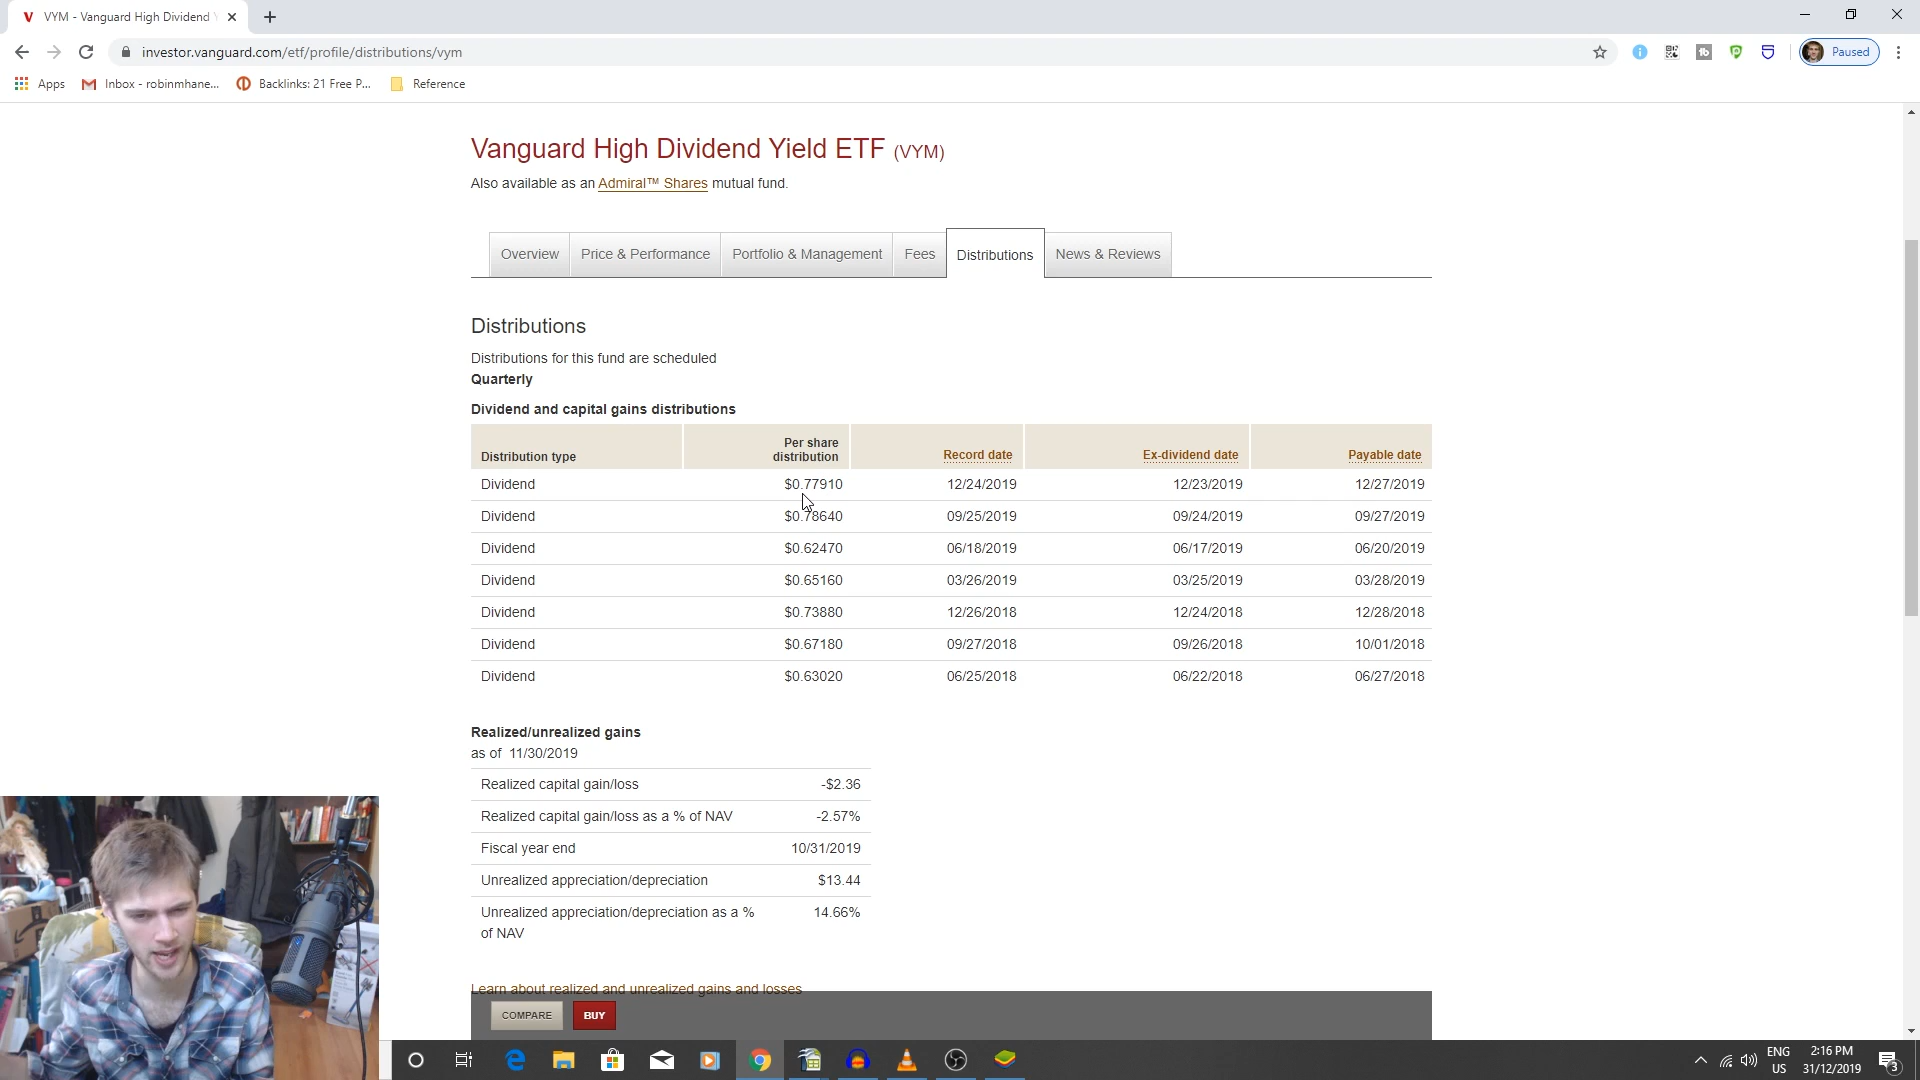 VYM - Vanguard High Dividend
investor.vanguard.com/etf/profile/distributions/vym
Paused
Apps
Inbox - robinmhane...
Backlinks: 21 Free P...
Reference
Vanguard High Dividend Yield ETF (VYM)
Also available as an Admiral™ Shares mutual fund.
Overview Price & Performance Portfolio & Management Fees Distributions News & Reviews
Distributions
Distributions for this fund are scheduled
Quarterly
Dividend and capital gains distributions
Distribution type Per share distribution Record date Ex-dividend date Payable date
Dividend $0.77910 12/24/2019 12/23/2019 12/27/2019
Dividend $0.78640 09/25/2019 09/24/2019 09/27/2019
Dividend $0.62470 06/18/2019 06/17/2019 06/20/2019
Dividend $0.65160 03/26/2019 03/25/2019 03/28/2019
Dividend $0.73880 12/26/2018 12/24/2018 12/28/2018
Dividend $0.67180 09/27/2018 09/26/2018 10/01/2018
Dividend $0.63020 06/25/2018 06/22/2018 06/27/2018
Realized/unrealized gains
as of 11/30/2019
Realized capital gain/loss -$2.36
Realized capital gain/loss as a % of NAV -2.57%
Fiscal year end 10/31/2019
Unrealized appreciation/depreciation $13.44
Unrealized appreciation/depreciation as a % 14.66%
of NAV
Learn about realized and unrealized gains and losses
COMPARE BUY
ENG 2:16 PM
US 31/12/2019 3